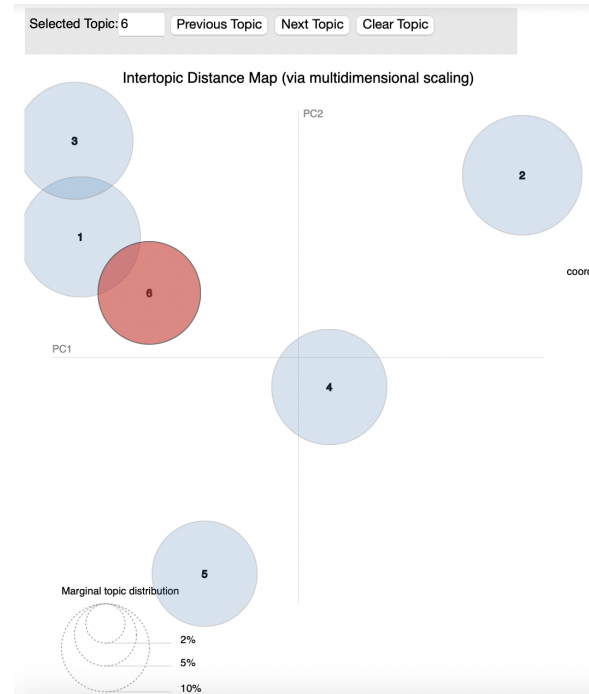 Selected Topic: 6 Previous Topic Next Topic Clear Topic
Intertopic Distance Map (via multidimensional scaling)
PC2
3
2
1
coord
6
PC1
4
5
Marginal topic distribution
2%
5%
10%